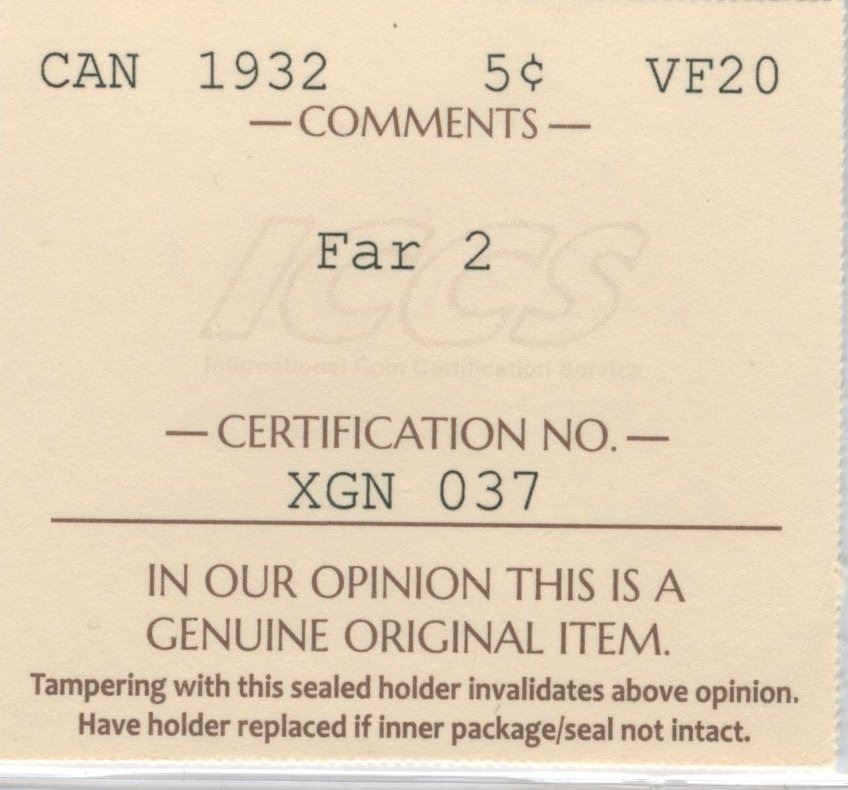 CAN 1932 5¢ VF20
— COMMENTS —
Far 2
ICCS
International Coin Certification Service
— CERTIFICATION NO. —
XGN 037
IN OUR OPINION THIS IS A
GENUINE ORIGINAL ITEM.
Tampering with this sealed holder invalidates above opinion.
Have holder replaced if inner package/seal not intact.